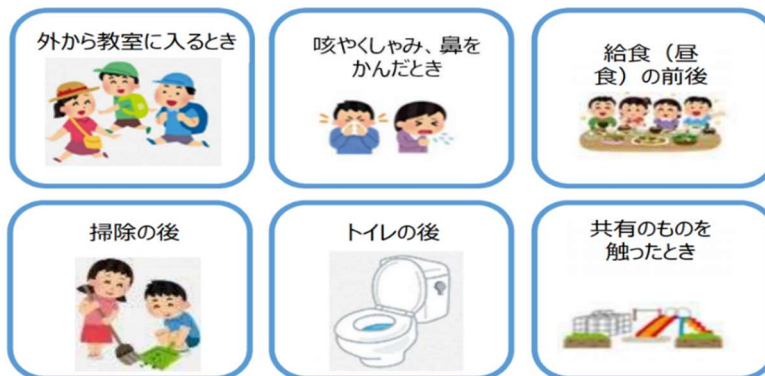 外から教室に入るとき
咳やくしゃみ、鼻を
かんだとき
給食（昼
食）の前後
掃除の後
トイレの後
共有のものを
触ったとき